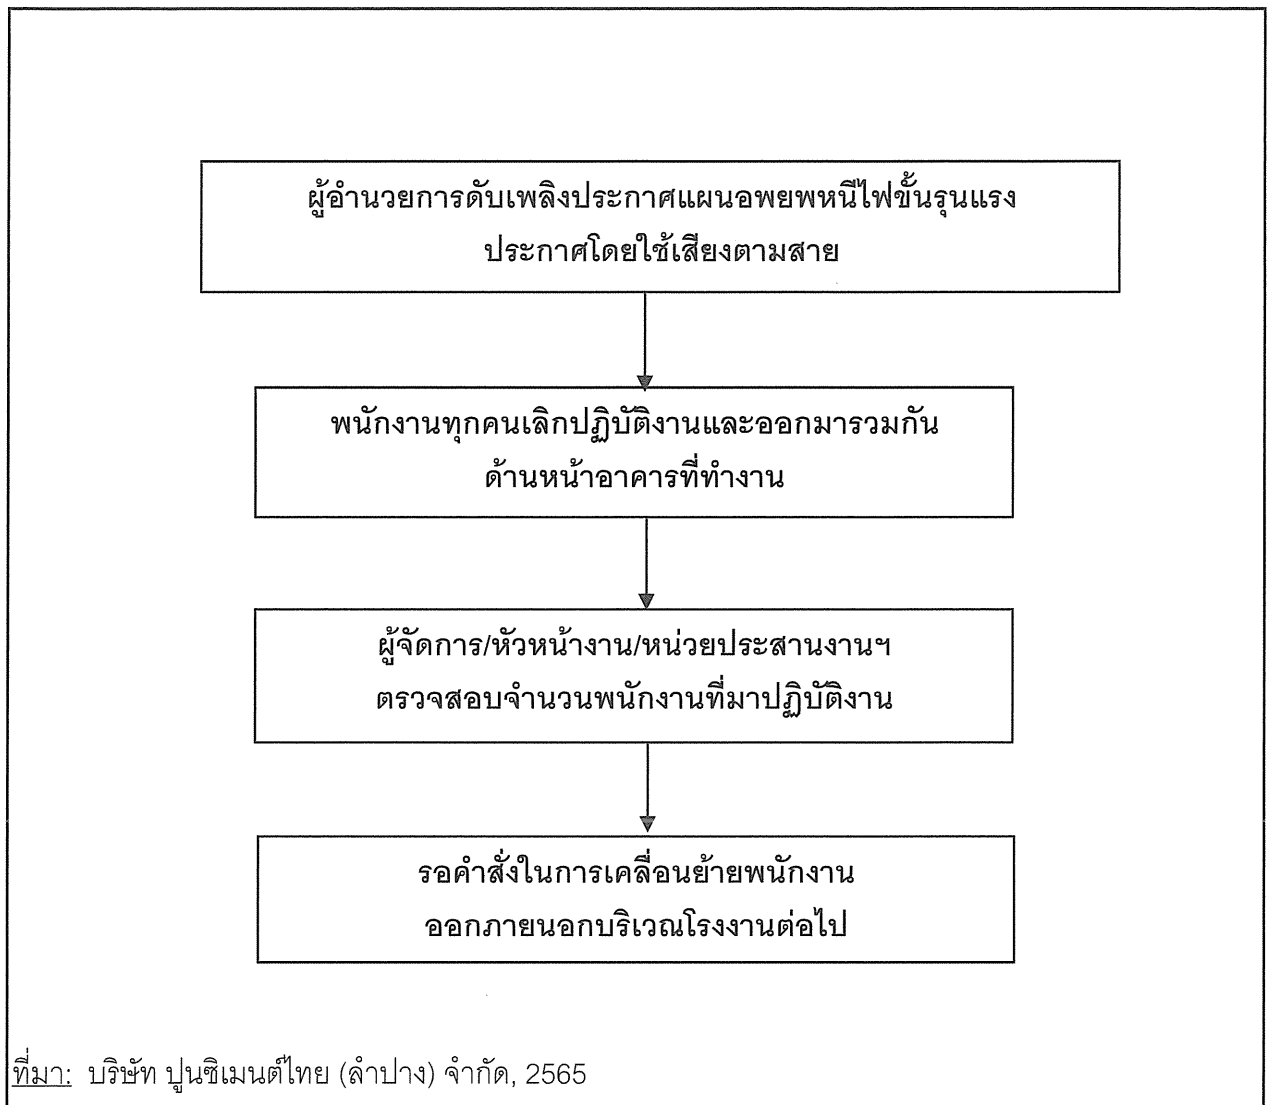 ผู้อำนวยการดับเพลิงประกาศแผนอพยพหนีไฟขั้นรุนแรง
ประกาศโดยใช้เสียงตามสาย
พนักงานทุกคนเลิกปฏิบัติงานและออกมารวมกัน
ด้านหน้าอาคารที่ทำงาน
ผู้จัดการ/หัวหน้างาน/หน่วยประสานงานฯ
ตรวจสอบจำนวนพนักงานที่มาปฏิบัติงาน
รอคำสั่งในการเคลื่อนย้ายพนักงาน
ออกภายนอกบริเวณโรงงานต่อไป
ที่มา: บริษัท ปูนซิเมนต์ไทย (ลำปาง) จำกัด, 2565